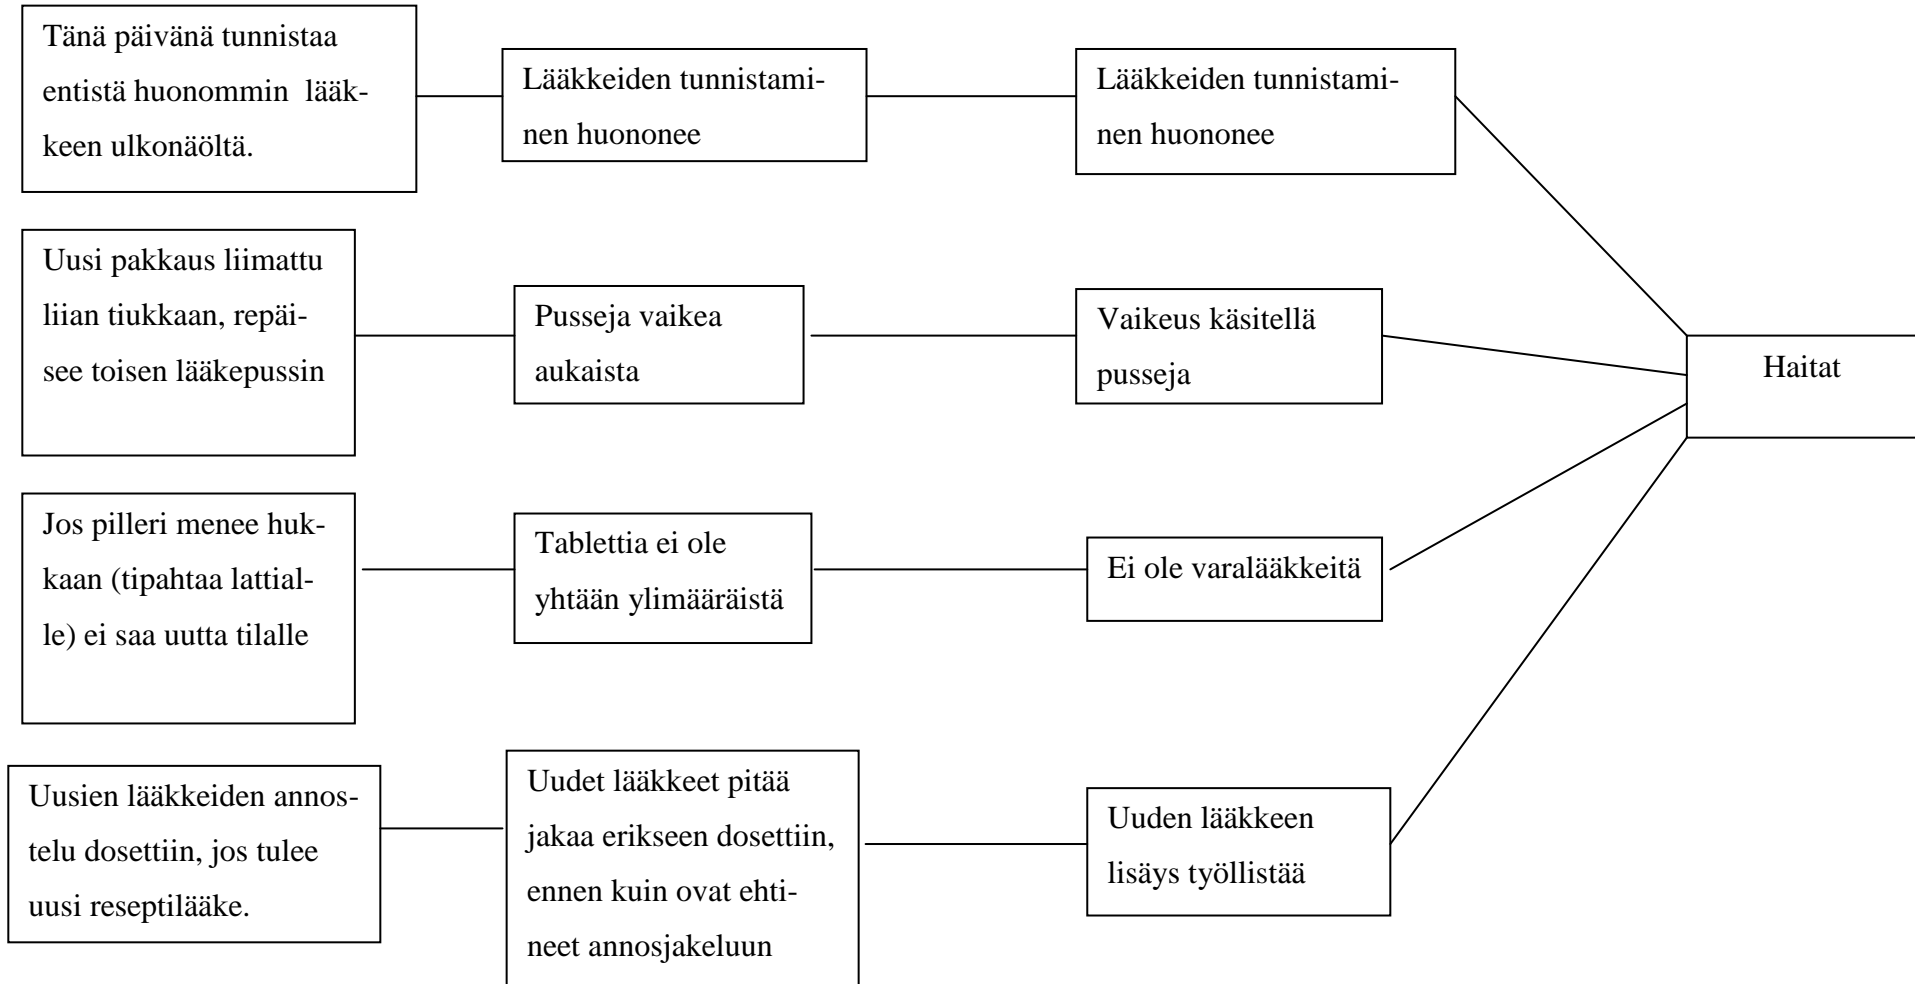 Tänä päivänä tunnistaa
entistä huonommin lääk-
keen ulkonäöltä.
Lääkkeiden tunnistami-
nen huononee
Lääkkeiden tunnistami-
nen huononee
Uusi pakkaus liimattu
liian tiukkaan, repäi-
see toisen lääkepussin
Pusseja vaikea
aukaista
Vaikeus käsitellä
pusseja
Haitat
Jos pilleri menee huk-
kaan (tipahtaa lattial-
le) ei saa uutta tilalle
Tablettia ei ole
yhtään ylimääräistä
Ei ole varalääkkeitä
Uusien lääkkeiden annos-
telu dosettiin, jos tulee
uusi reseptilääke.
Uudet lääkkeet pitää
jakaa erikseen dosettiin,
ennen kuin ovat ehti-
neet annosjakeluun
Uuden lääkkeen
lisäys työllistää